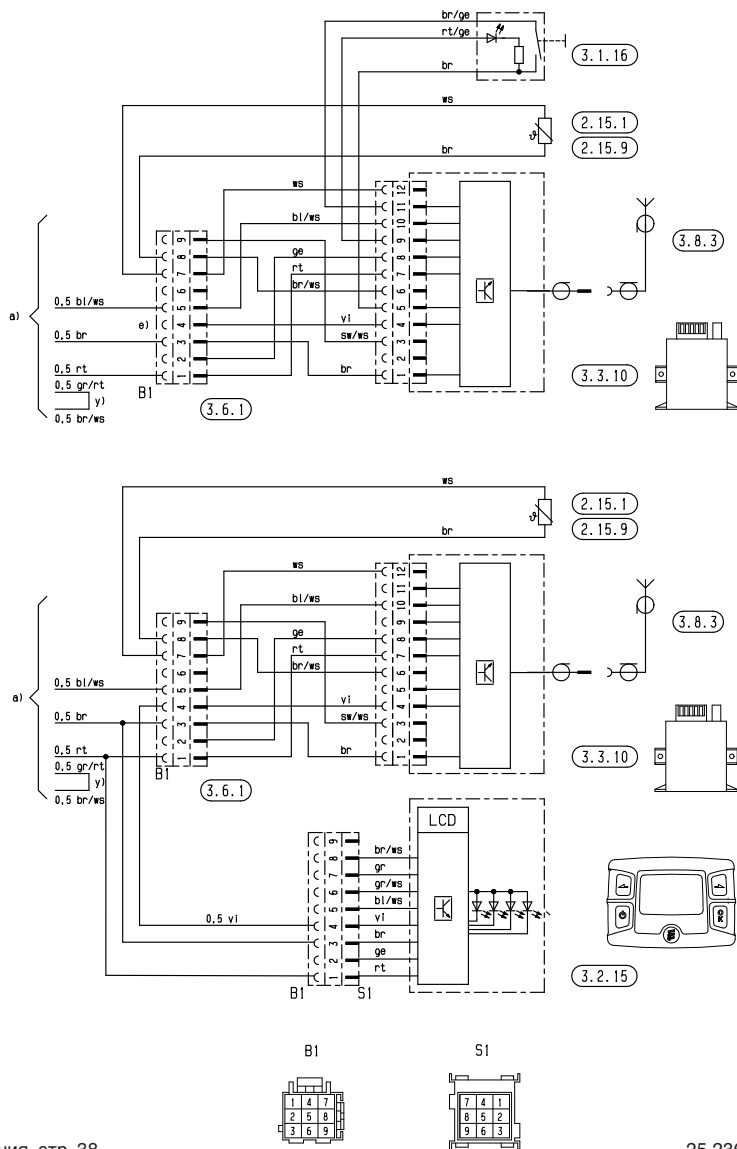 br/ge
rt/ge
3.1.16
br
ws
2.15.1
br
2.15.9
ws
12
11
bl/ws
10
3.8.3
9
9
8
ge
8
7
rt
7
6
br/ws
6
a)
0,5 bl/ws
5
5
e)
4
vi
4
0,5 br
3
sw/ws
3
2
2
0,5 rt
1
br
1
3.3.10
0,5 gr/rt
B1
y)
3.6.1
0,5 br/ws
ws
2.15.1
br
2.15.9
ws
12
11
bl/ws
10
3.8.3
9
9
8
ge
8
7
rt
7
6
br/ws
6
a)
0,5 bl/ws
5
5
4
vi
4
0,5 br
3
sw/ws
3
2
2
0,5 rt
1
br
1
3.3.10
0,5 gr/rt
B1
y)
3.6.1
0,5 br/ws
LCD
9
8
br/ws
7
gr
6
gr/ws
5
bl/ws
0,5 vi
4
vi
3
br
2
ge
1
rt
3.2.15
B1
S1
OK
B1
S1
1 4 7
2 5 8
3 6 9
7 4 1
8 5 2
9 6 3